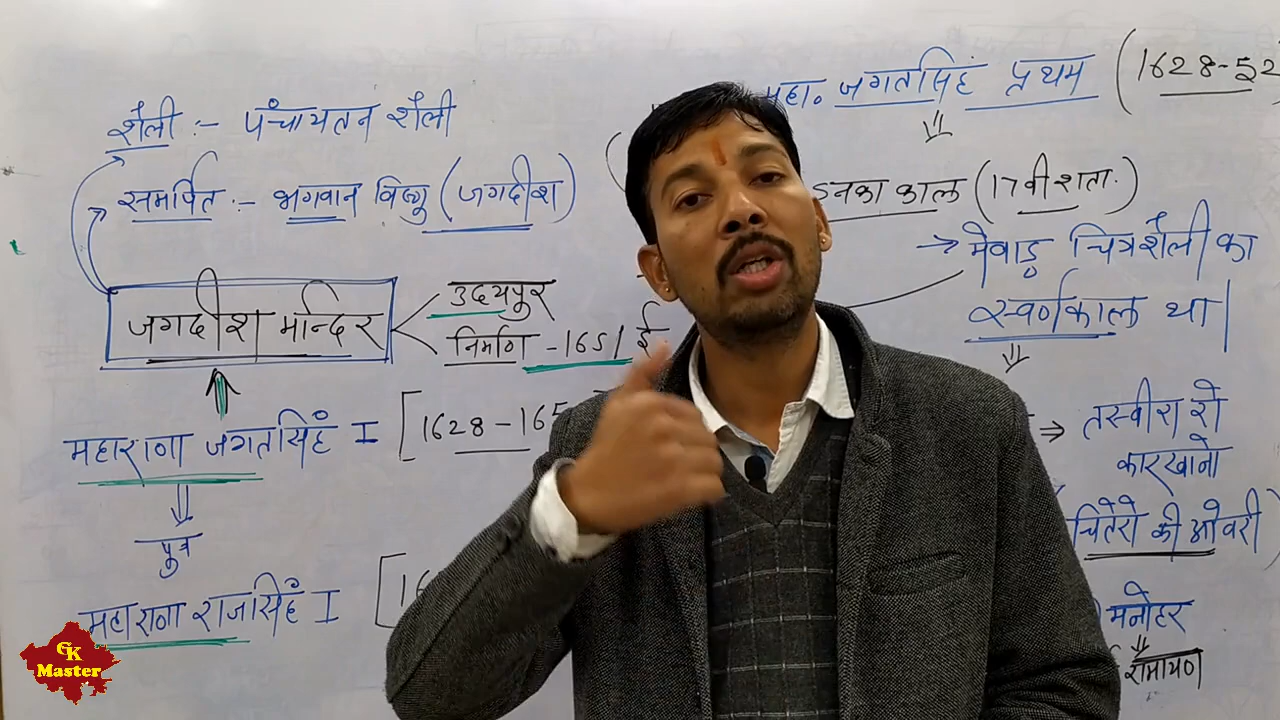 शैली :- पंचायतन शैली
समर्पित :- भगवान विष्णु (जगदीश)
जगदीश मन्दिर
उदयपुर
निर्माण - 1651 ई
महाराणा जगतसिंह I [1628-165
पुत्र
महाराणा राजसिंह I [16
महा. जगतसिंह प्रथम (1628-52
इनका काल (17वी शता.)
→ मेवाड़ चित्रशैली का
स्वर्णकाल था।
⇒ तस्वीरा रो
कारखानो
चितेरो की ओवरी)
मनोहर
रामायण
GK
Master